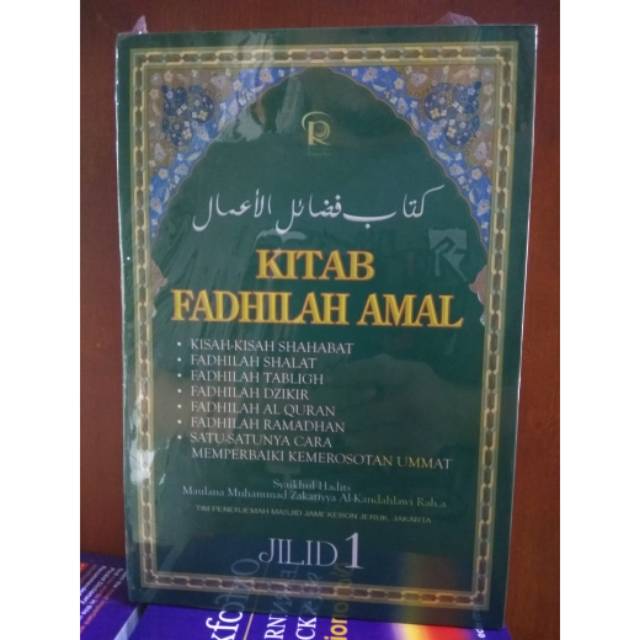 كتاب فضائل الأعمال
KITAB
FADHILAH AMAL
• KISAH-KISAH SHAHABAT
• FADHILAH SHALAT
• FADHILAH TABLIGH
• FADHILAH DZIKIR
• FADHILAH AL QURAN
• FADHILAH RAMADHAN
• SATU-SATUNYA CARA
MEMPERBAIKI KEMEROSOTAN UMMAT
Syaikhul Hadits
Maulana Muhammad Zakariyya Al-Kandahlawi Rah.a
TIM PENERJEMAH MASJID JAMI' KEBON JERUK, JAKARTA
JILID 1